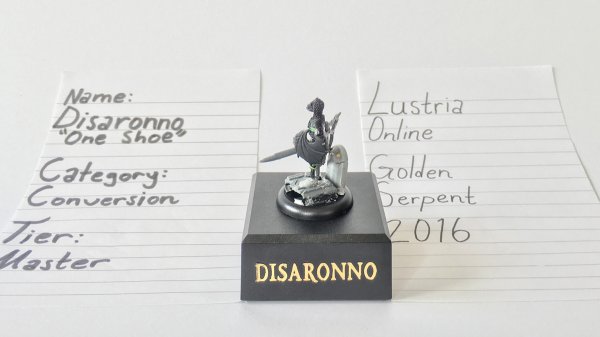 Name:
Disaronno
"One Shoe"
Category:
Conversion
Tier:
Master
Lustria
Online
Golden
Serpent
2016
DISARONNO